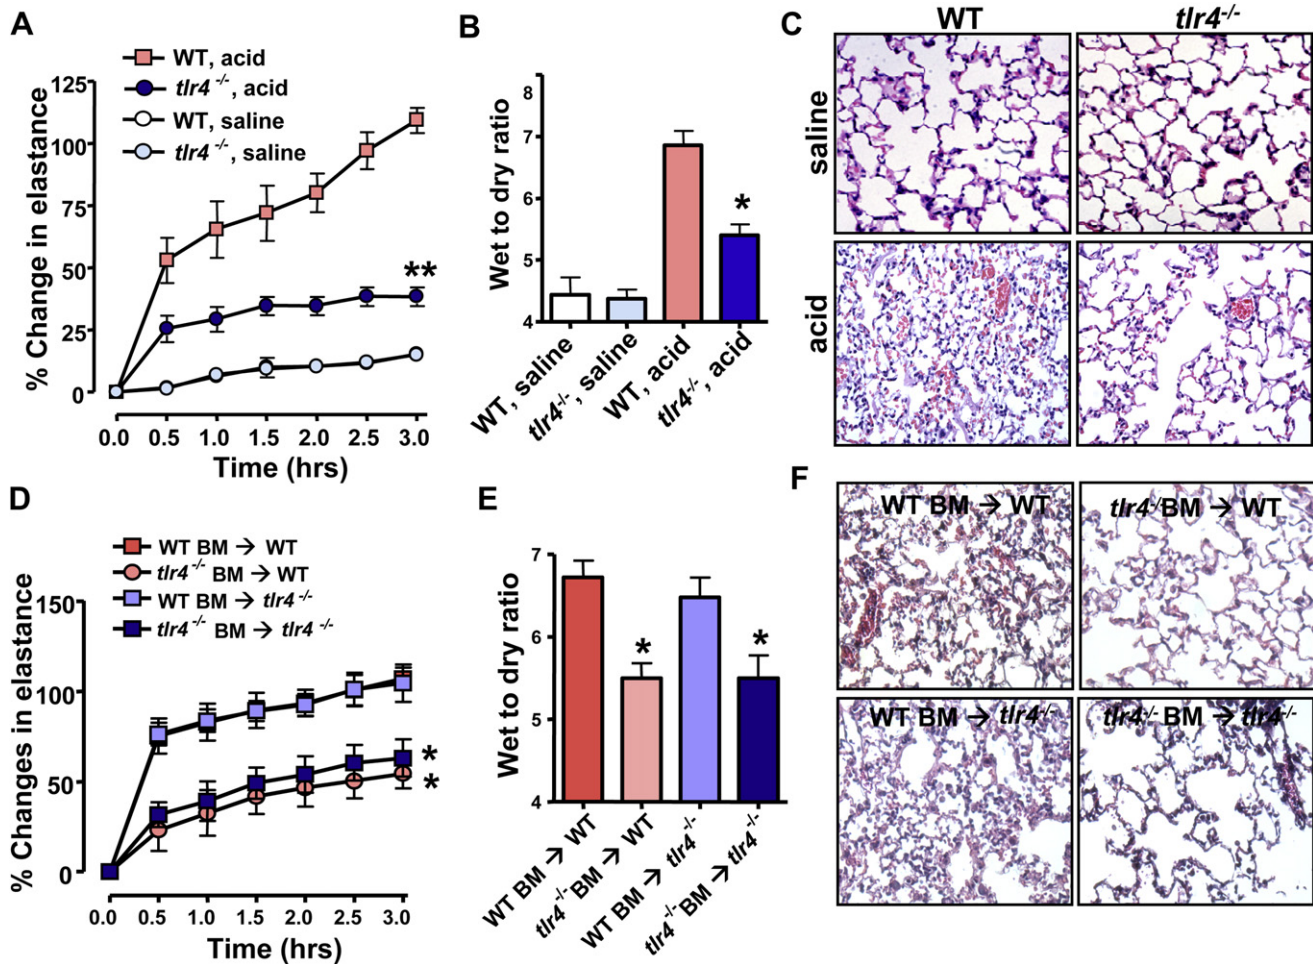 A
WT, acid
tlr4 -/-, acid
WT, saline
tlr4 -/-, saline
125
100
75
50
25
0
**
% Change in elastance
0.0 0.5 1.0 1.5 2.0 2.5 3.0
Time (hrs)
B
8
7
6
5
4
*
Wet to dry ratio
WT, saline
tlr4-/-, saline
WT, acid
tlr4-/-, acid
C
WT tlr4-/-
saline
acid
D
WT BM → WT
tlr4-/- BM → WT
WT BM → tlr4-/-
tlr4-/- BM → tlr4-/-
150
100
50
0
*
*
% Changes in elastance
0.0 0.5 1.0 1.5 2.0 2.5 3.0
Time (hrs)
E
7
6
5
4
* *
Wet to dry ratio
WT BM → WT
tlr4-/- BM → WT
WT BM → tlr4-/-
tlr4-/- BM → tlr4-/-
F
WT BM → WT
tlr4-/-BM → WT
WT BM → tlr4-/-
tlr4-/- BM → tlr4-/-